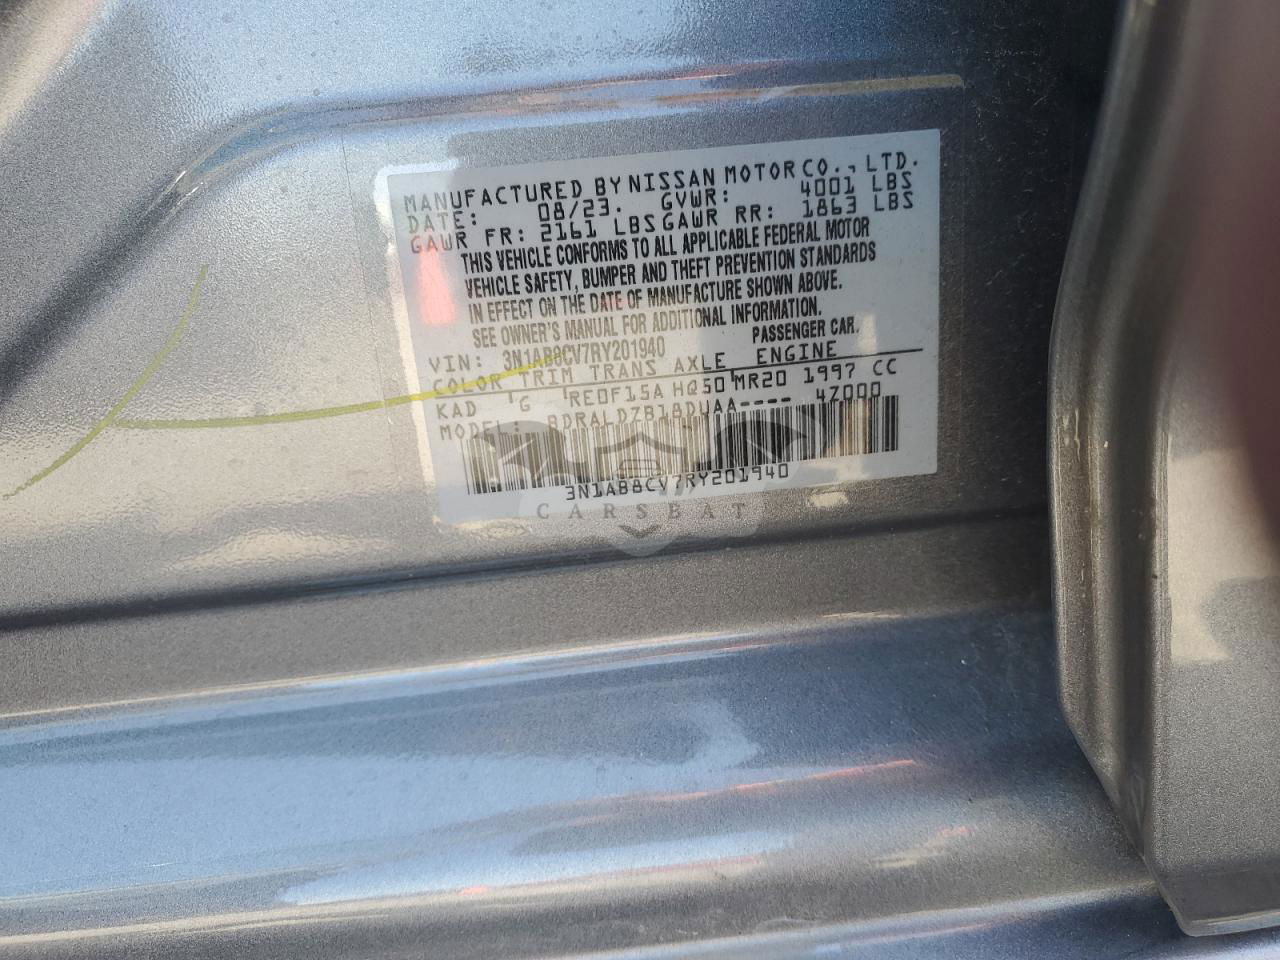 MANUFACTURED BY NISSAN MOTOR CO., LTD.
DATE: 08/23. GVWR: 4001 LBS
GAWR FR: 2161 LBS GAWR RR: 1863 LBS
THIS VEHICLE CONFORMS TO ALL APPLICABLE FEDERAL MOTOR
VEHICLE SAFETY, BUMPER AND THEFT PREVENTION STANDARDS
IN EFFECT ON THE DATE OF MANUFACTURE SHOWN ABOVE.
SEE OWNER'S MANUAL FOR ADDITIONAL INFORMATION.
VIN: 3N1AB8CV7RY201940 PASSENGER CAR.
COLOR TRIM TRANS AXLE ENGINE
KAD G RE0F15A HQ50 MR20 1997 CC
MODEL: BDRALDZB18DUAA---- 4Z000
3N1AB8CV7RY201940
CARSBAT